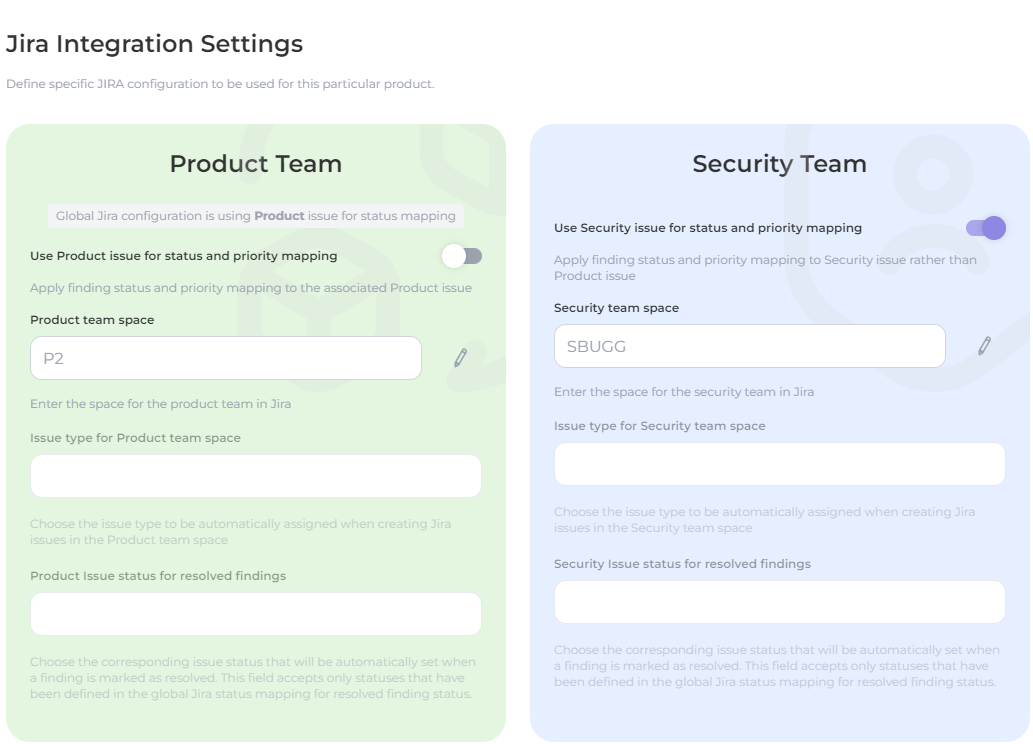 Jira Integration Settings
Define specific JIRA configuration to be used for this particular product.
Product Team
Global Jira configuration is using Product issue for status mapping
Use Product issue for status and priority mapping
Apply finding status and priority mapping to the associated Product issue
Product team space
P2
Enter the space for the product team in Jira
Issue type for Product team space
Choose the issue type to be automatically assigned when creating Jira
issues in the Product team space
Product Issue status for resolved findings
Choose the corresponding issue status that will be automatically set when
a finding is marked as resolved. This field accepts only statuses that have
been defined in the global Jira status mapping for resolved finding status.
Security Team
Use Security issue for status and priority mapping
Apply finding status and priority mapping to Security issue rather than
Product issue
Security team space
SBUGG
Enter the space for the security team in Jira
Issue type for Security team space
Choose the issue type to be automatically assigned when creating Jira
issues in the Security team space
Security Issue status for resolved findings
Choose the corresponding issue status that will be automatically set when
a finding is marked as resolved. This field accepts only statuses that have
been defined in the global Jira status mapping for resolved finding status.